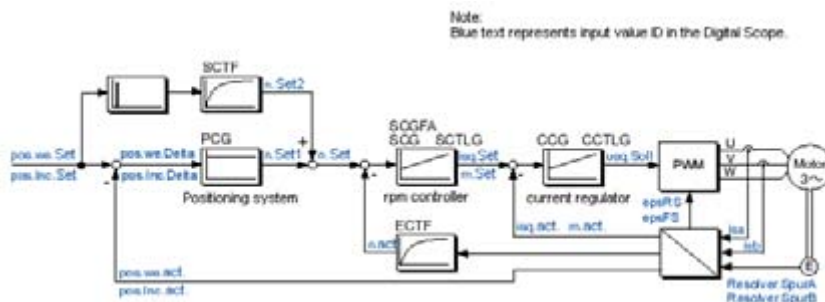 Note:
Blue text represents input value ID in the Digital Scope.
SCTF
n.Set2
PCG
pos.we.Set
pos.Inc.Set
pos.we.Delta
pos.Inc.Delta
Positioning system
n.Set1
+
n.Set
-
SCGFA
SCG SCTLG
rpm controller
isq.Set
m.Set
CCG CCTLG
current regulator
usq.Soll
PWM
U
V
W
Motor
3~
epsRS
epsFS
isa
isb
isq.act. m.act.
ECTF
n.act
pos.we.act.
pos.Inc.act.
E
Resolver.SpurA
Resolver.SpurB